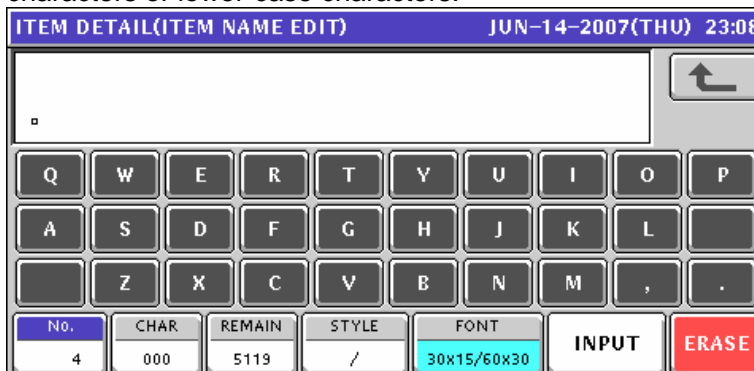 characters or lower case characters.
ITEM DETAIL(ITEM NAME EDIT) JUN-14-2007(THU) 23:08
Q W E R T Y U I O P
A S D F G H J K L
Z X C V B N M , .
No. CHAR REMAIN STYLE FONT INPUT ERASE
4 000 5119 / 30x15/60x30